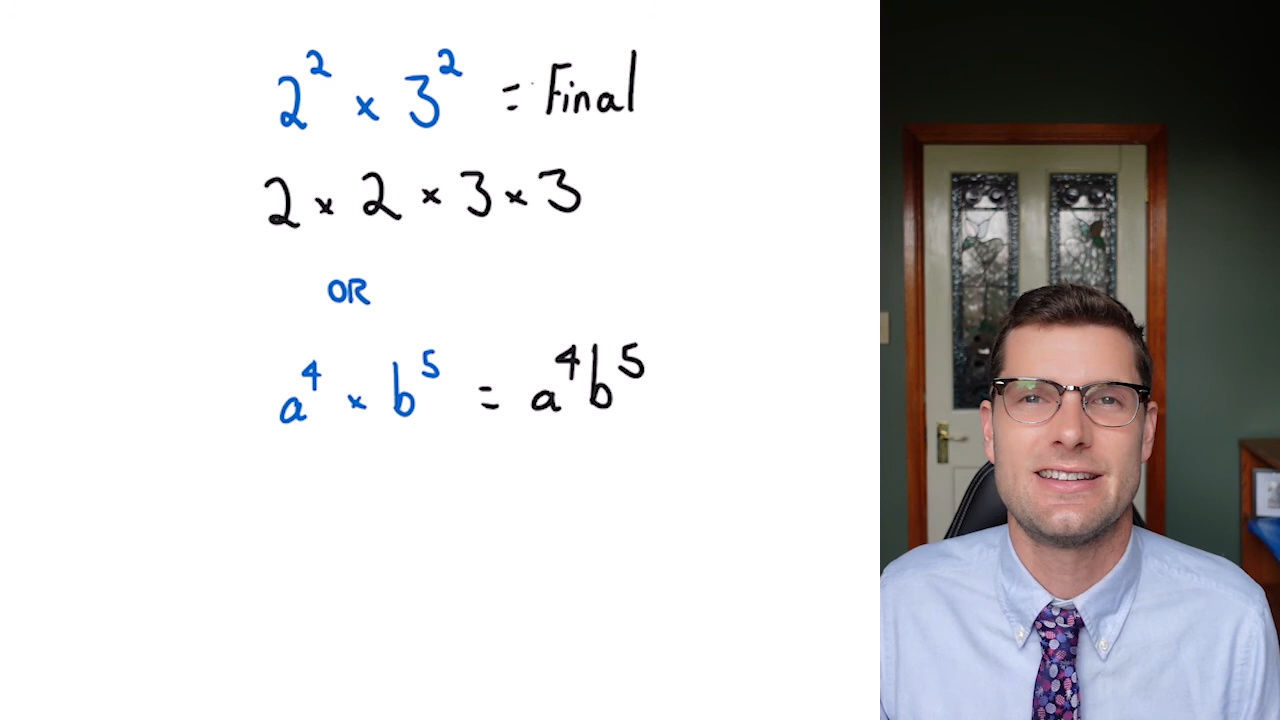 2² × 3² = Final
2 × 2 × 3 × 3
OR
a⁴ × b⁵ = a⁴b⁵